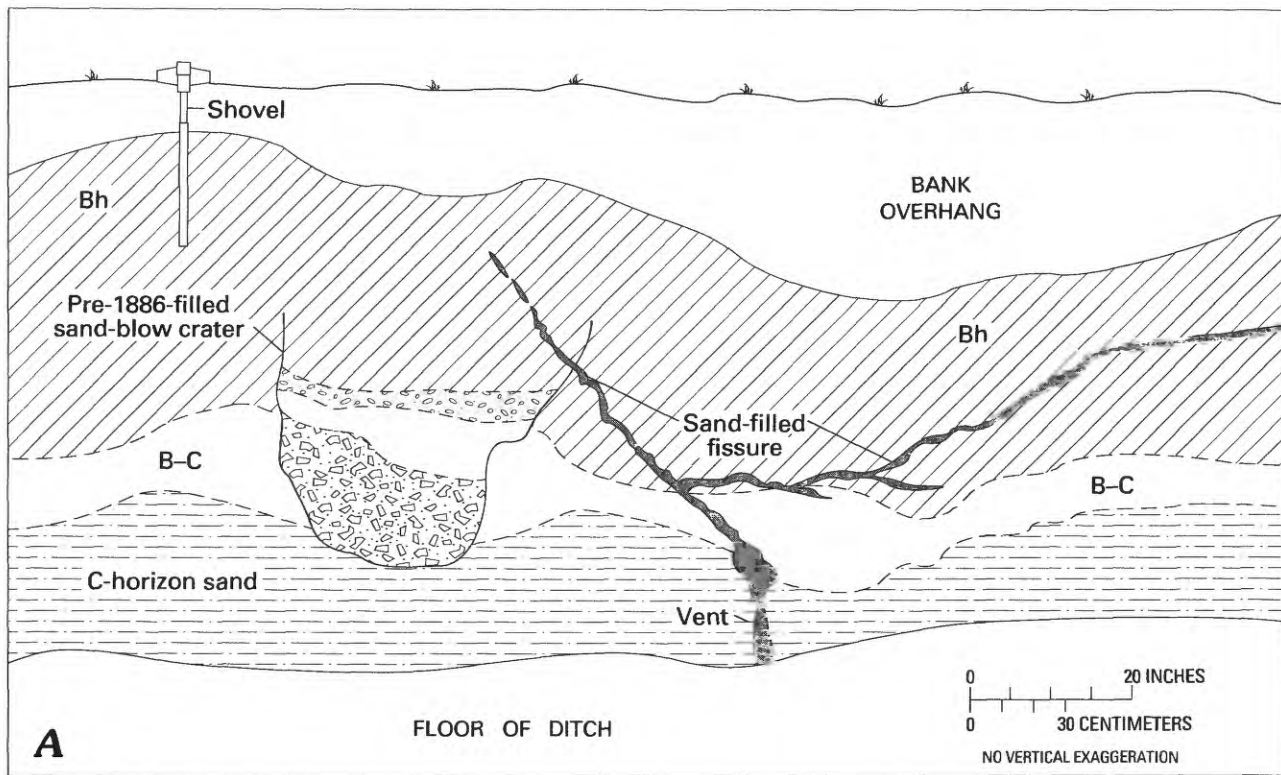 Shovel
Bh
BANK
OVERHANG
Pre-1886-filled
sand-blow crater
Bh
Sand-filled
fissure
B–C
B–C
C-horizon sand
Vent
0 20 INCHES
0 30 CENTIMETERS
NO VERTICAL EXAGGERATION
FLOOR OF DITCH
A